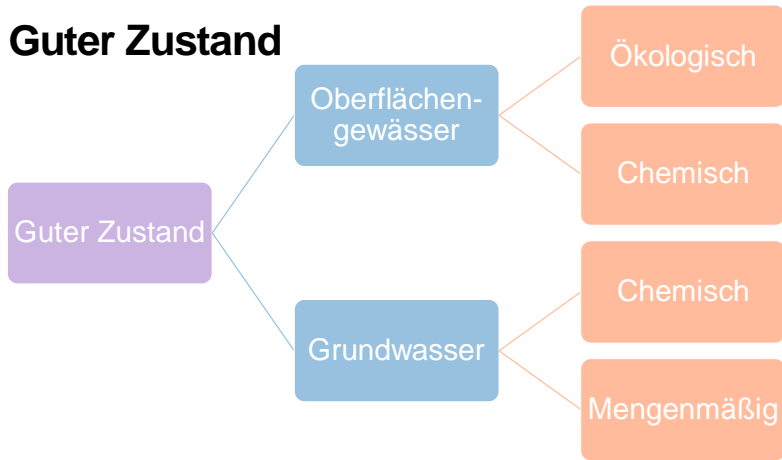 Guter Zustand
Guter Zustand
Oberflächen-
gewässer
Ökologisch
Chemisch
Grundwasser
Chemisch
Mengenmäßig